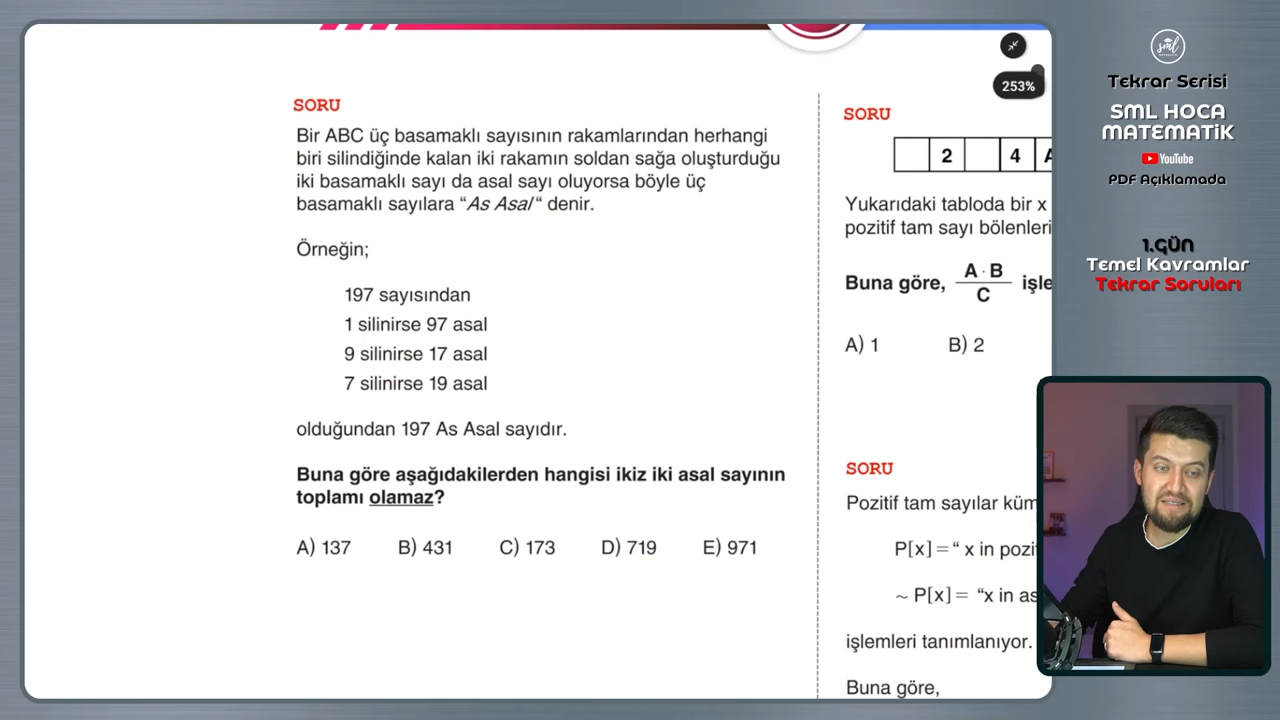 SORU
Bir ABC üç basamaklı sayısının rakamlarından herhangi
biri silindiğinde kalan iki rakamın soldan sağa oluşturduğu
iki basamaklı sayı da asal sayı oluyorsa böyle üç
basamaklı sayılara “As Asal“ denir.
Örneğin;
197 sayısından
1 silinirse 97 asal
9 silinirse 17 asal
7 silinirse 19 asal
olduğundan 197 As Asal sayıdır.
Buna göre aşağıdakilerden hangisi ikiz iki asal sayının
toplamı olamaz?
A) 137 B) 431 C) 173 D) 719 E) 971
253%
SORU
2 4 A
Yukarıdaki tabloda bir x
pozitif tam sayı bölenleri
Buna göre, A · B / C işle
A) 1 B) 2
SORU
Pozitif tam sayılar küm
P[x] = “ x in pozi
~ P[x] = “x in as
işlemleri tanımlanıyor.
Buna göre,
sml
Tekrar Serisi
SML HOCA
MATEMATİK
YouTube
PDF Açıklamada
1.GÜN
Temel Kavramlar
Tekrar Soruları